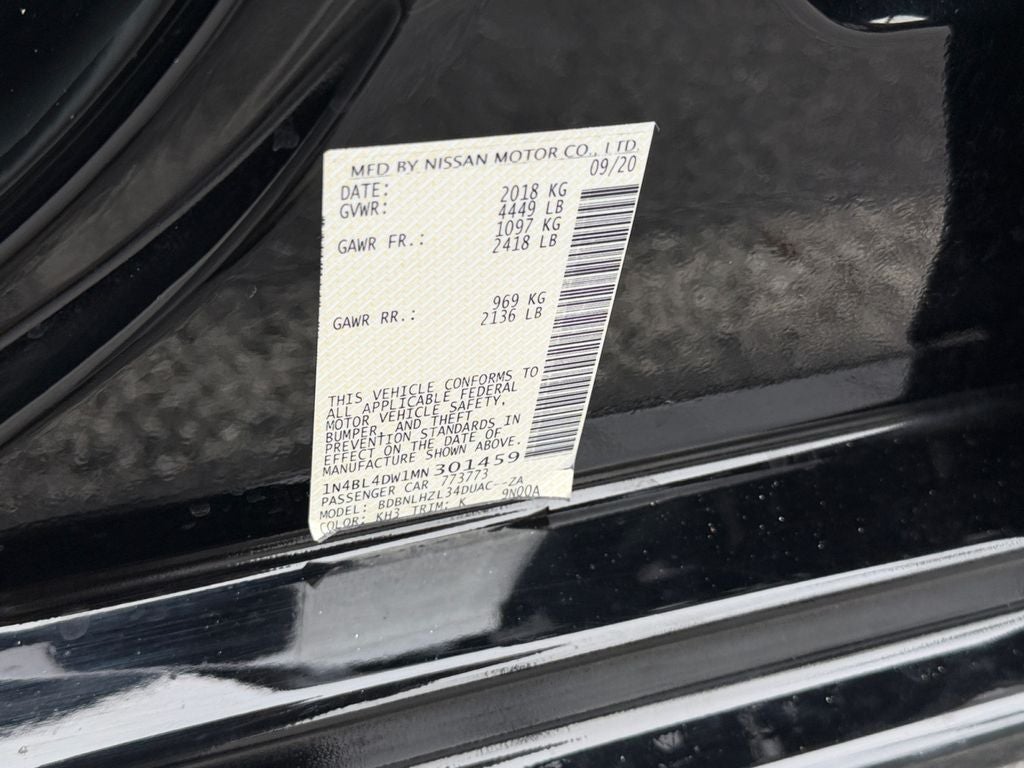 MFD BY NISSAN MOTOR CO., LTD
DATE: 09/20
GVWR: 2018 KG
4449 LB
GAWR FR.: 1097 KG
2418 LB
GAWR RR.: 969 KG
2136 LB
THIS VEHICLE CONFORMS TO
ALL APPLICABLE FEDERAL
MOTOR VEHICLE SAFETY,
BUMPER, AND THEFT
PREVENTION STANDARDS IN
EFFECT ON THE DATE OF
MANUFACTURE SHOWN ABOVE.
1N4BL4DW1MN301459
PASSENGER CAR 773773
MODEL: BDBNLHZL34DUAC--ZA
COLOR: KH3 TRIM: K 9N00A